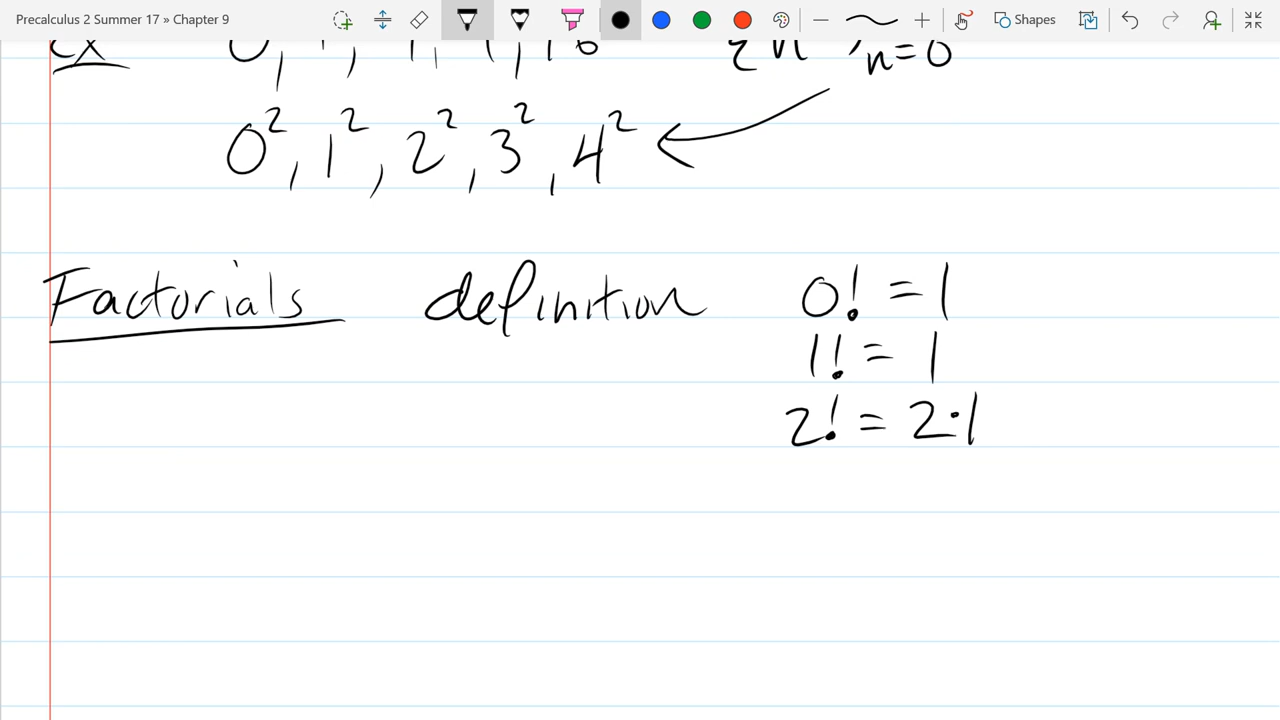 Precalculus 2 Summer 17 » Chapter 9
Shapes
n=0
0², 1², 2², 3², 4²
Factorials definition 0! = 1
1! = 1
2! = 2·1